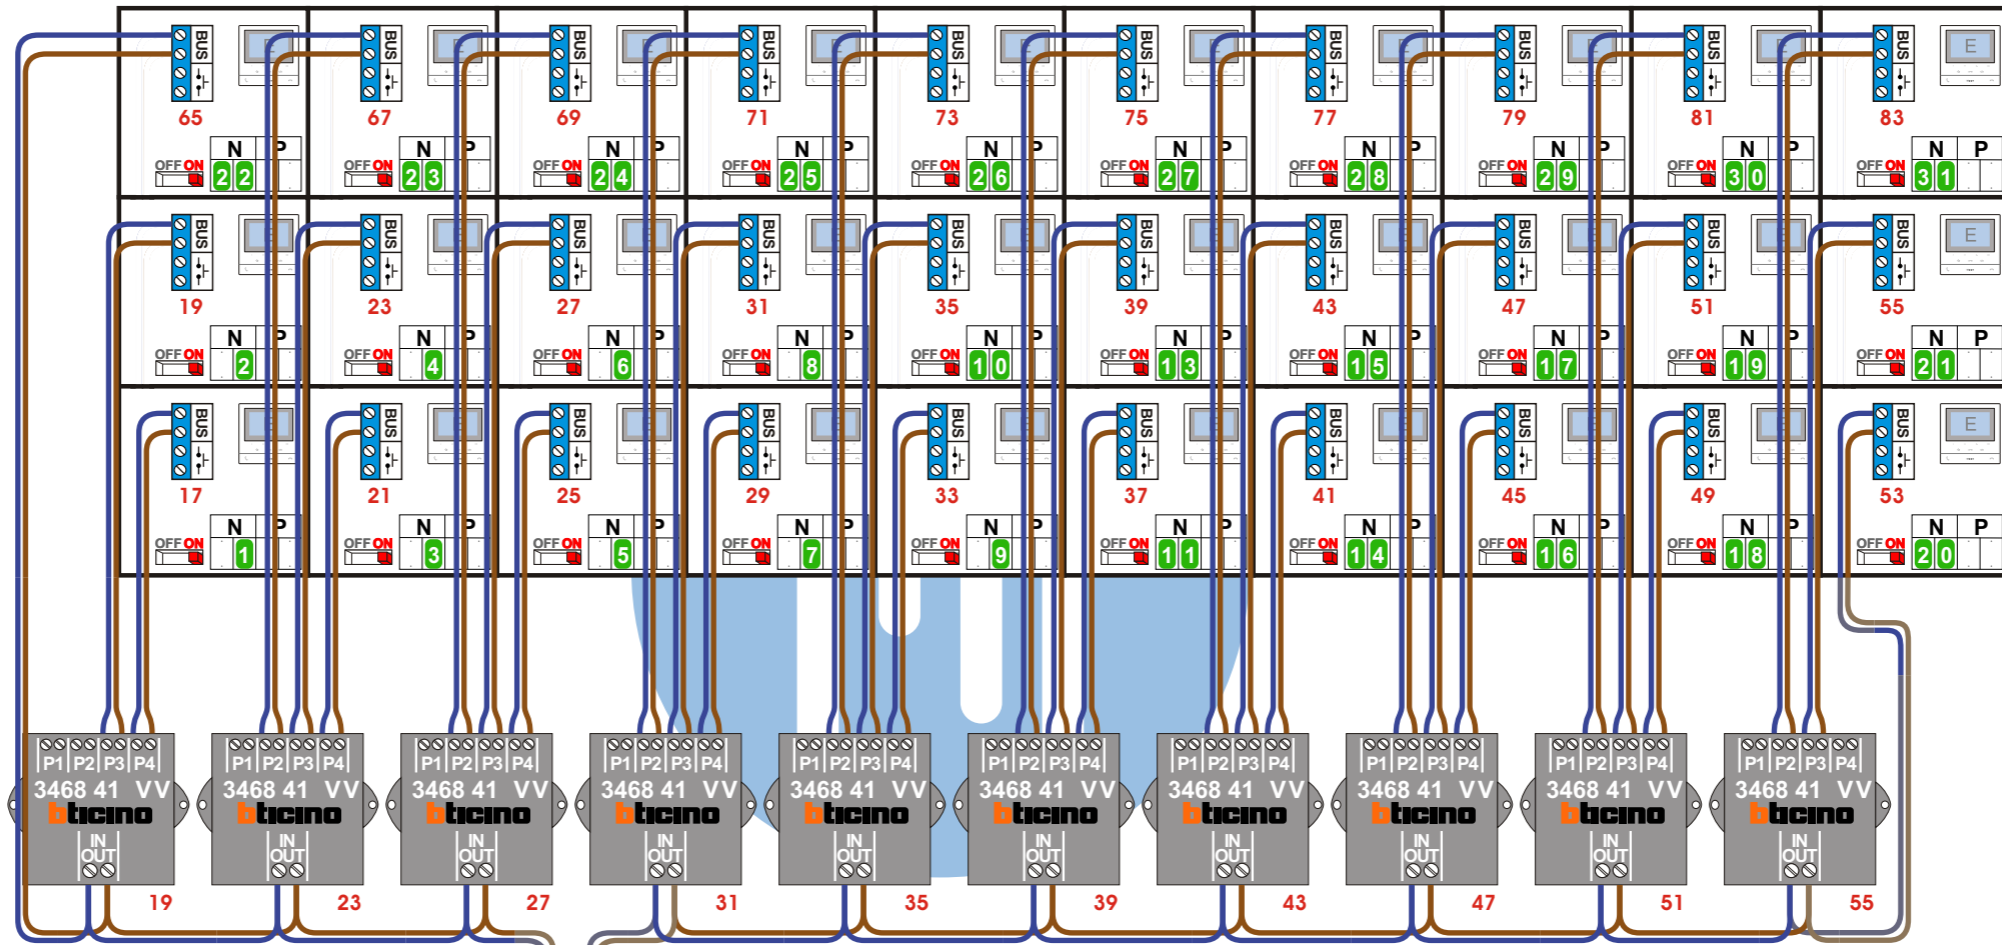 BUS BUS BUS BUS BUS BUS BUS BUS BUS BUS
E E
65 67 69 71 73 75 77 79 81 83
N P N P N P N P N P N P N P N P N P N P
OFF ON 22 OFF ON 23 OFF ON 24 OFF ON 25 OFF ON 26 OFF ON 27 OFF ON 28 OFF ON 29 OFF ON 30 OFF ON 31
BUS BUS BUS BUS BUS BUS BUS BUS BUS BUS
E
19 23 27 31 35 39 43 47 51 55
N P N P N P N P N P N P N P N P N P N P
OFF ON 2 OFF ON 4 OFF ON 6 OFF ON 8 OFF ON 10 OFF ON 13 OFF ON 15 OFF ON 17 OFF ON 19 OFF ON 21
BUS BUS BUS BUS BUS BUS BUS BUS BUS BUS
E
17 21 25 29 33 37 41 45 49 53
N P N P N P N P N P N P N P N P N P N P
OFF ON 1 OFF ON 3 OFF ON 5 OFF ON 7 OFF ON 9 OFF ON 11 OFF ON 14 OFF ON 16 OFF ON 18 OFF ON 20
P1 P2 P3 P4 P1 P2 P3 P4 P1 P2 P3 P4 P1 P2 P3 P4 P1 P2 P3 P4 P1 P2 P3 P4 P1 P2 P3 P4 P1 P2 P3 P4 P1 P2 P3 P4 P1 P2 P3 P4
3468 41 VV 3468 41 VV 3468 41 VV 3468 41 VV 3468 41 VV 3468 41 VV 3468 41 VV 3468 41 VV 3468 41 VV 3468 41 VV
bticino bticino bticino bticino bticino bticino bticino bticino bticino bticino
IN IN IN IN IN IN IN IN IN IN
OUT OUT OUT OUT OUT OUT OUT OUT OUT OUT
19 23 27 31 35 39 43 47 51 55